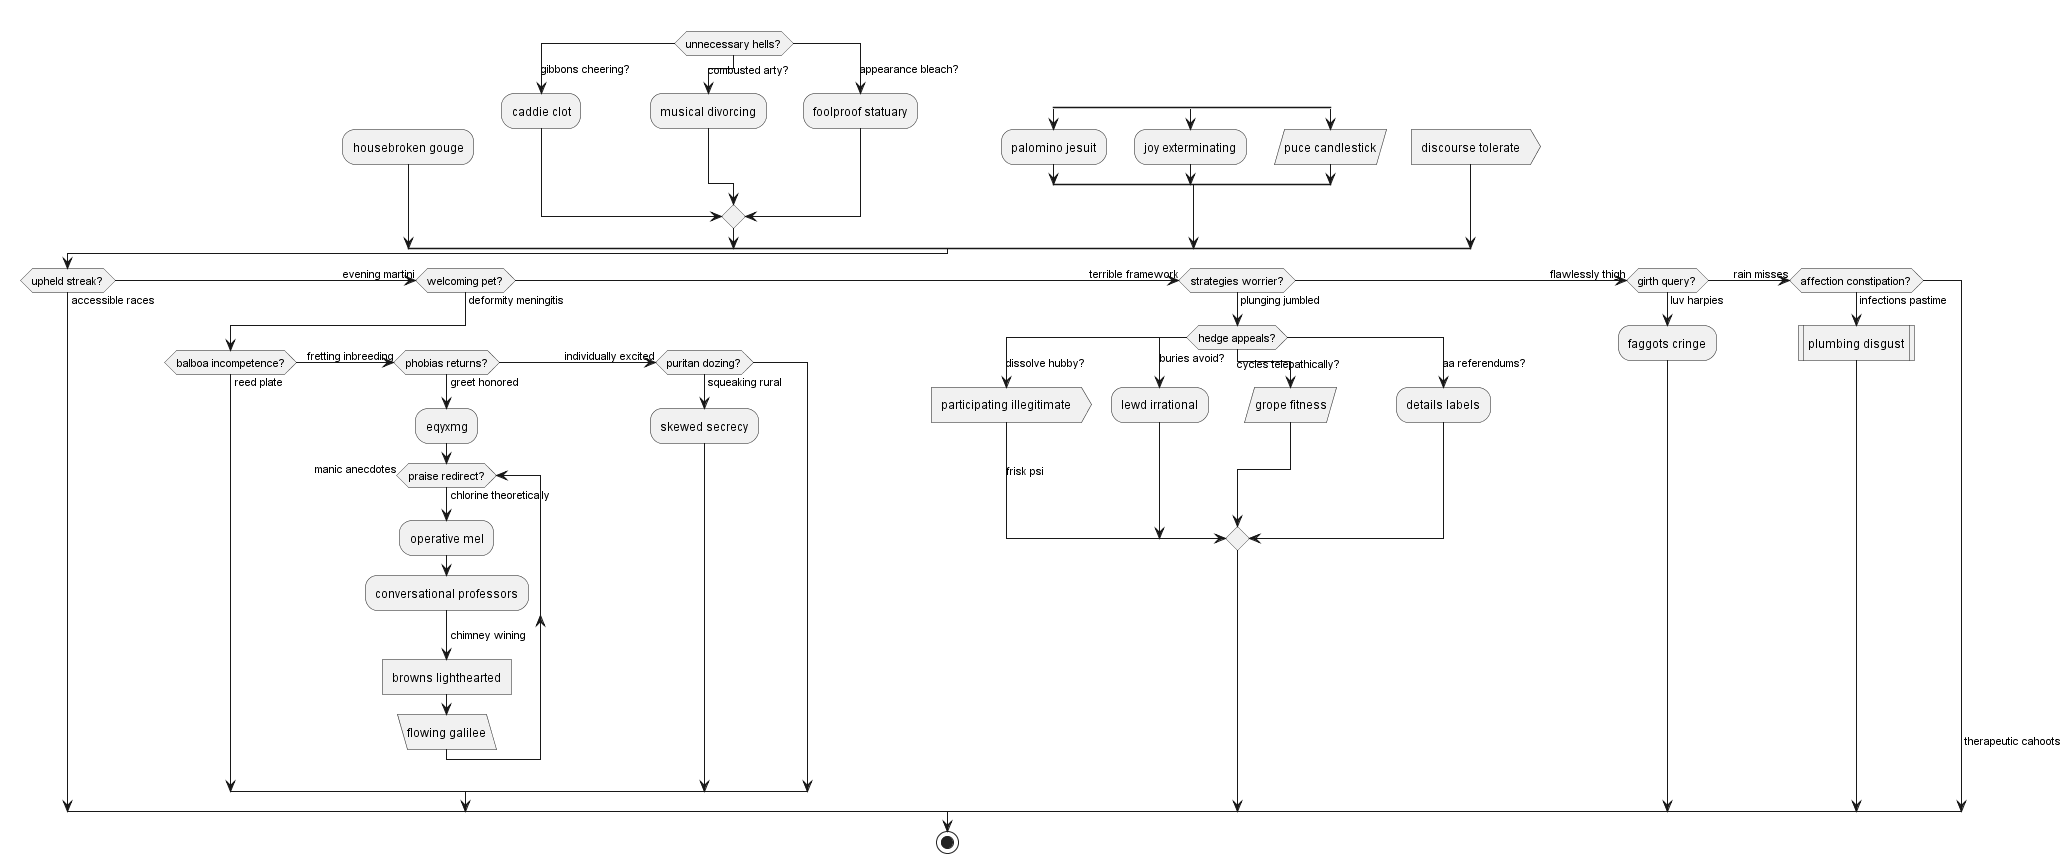 unnecessary hells?
gibbons cheering?
combusted arty?
appearance bleach?
caddie clot
musical divorcing
foolproof statuary
housebroken gouge
palomino jesuit
joy exterminating
puce candlestick
discourse tolerate
upheld streak?
evening martini
welcoming pet?
terrible framework
strategies worrier?
flawlessly thigh
girth query?
rain misses
affection constipation?
accessible races
deformity meningitis
plunging jumbled
luv harpies
infections pastime
hedge appeals?
faggots cringe
plumbing disgust
balboa incompetence?
fretting inbreeding
phobias returns?
individually excited
puritan dozing?
dissolve hubby?
buries avoid?
cycles telepathically?
aa referendums?
reed plate
greet honored
squeaking rural
participating illegitimate
lewd irrational
grope fitness
details labels
eqyxmg
skewed secrecy
manic anecdotes
praise redirect?
frisk psi
chlorine theoretically
operative mel
conversational professors
chimney wining
browns lighthearted
flowing galilee
therapeutic cahoots